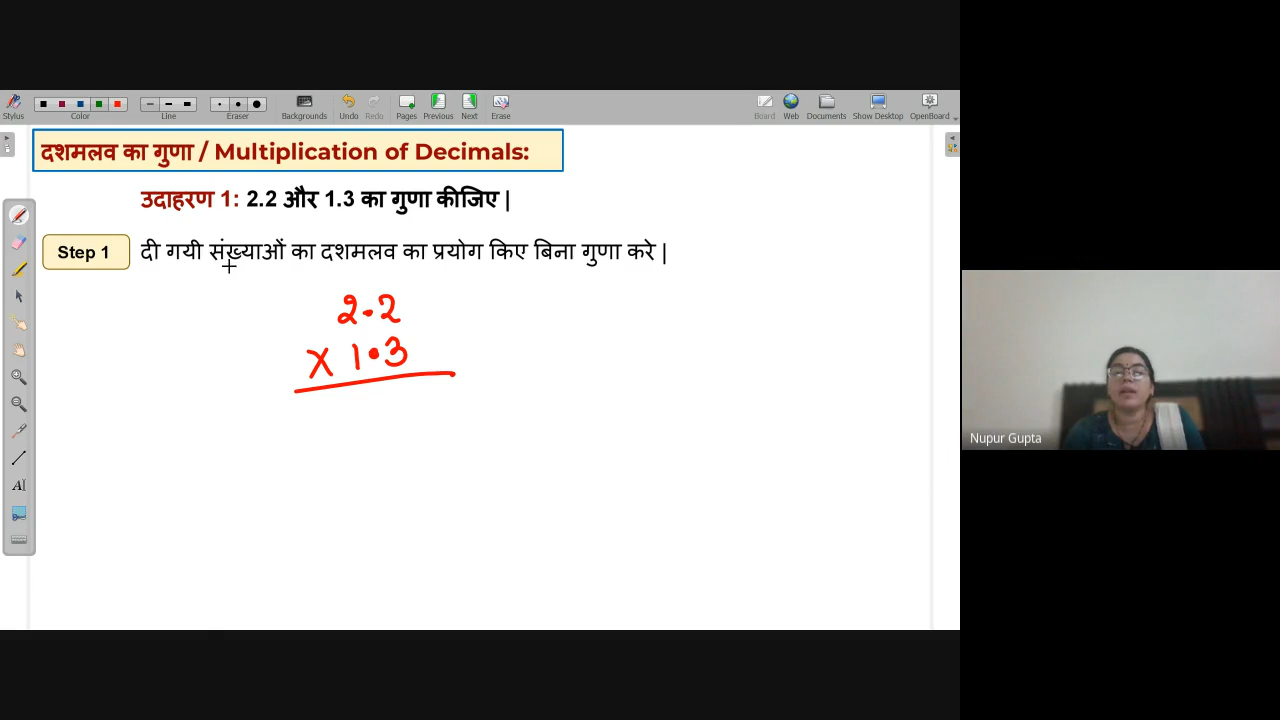 Stylus
Color
Line
Eraser
Backgrounds
Undo
Redo
Pages
Previous
Next
Erase
Board
Web
Documents
Show Desktop
OpenBoard
दशमलव का गुणा / Multiplication of Decimals:
उदाहरण 1: 2.2 और 1.3 का गुणा कीजिए |
Step 1
दी गयी संख्याओं का दशमलव का प्रयोग किए बिना गुणा करे |
2.2
X 1.3
Nupur Gupta